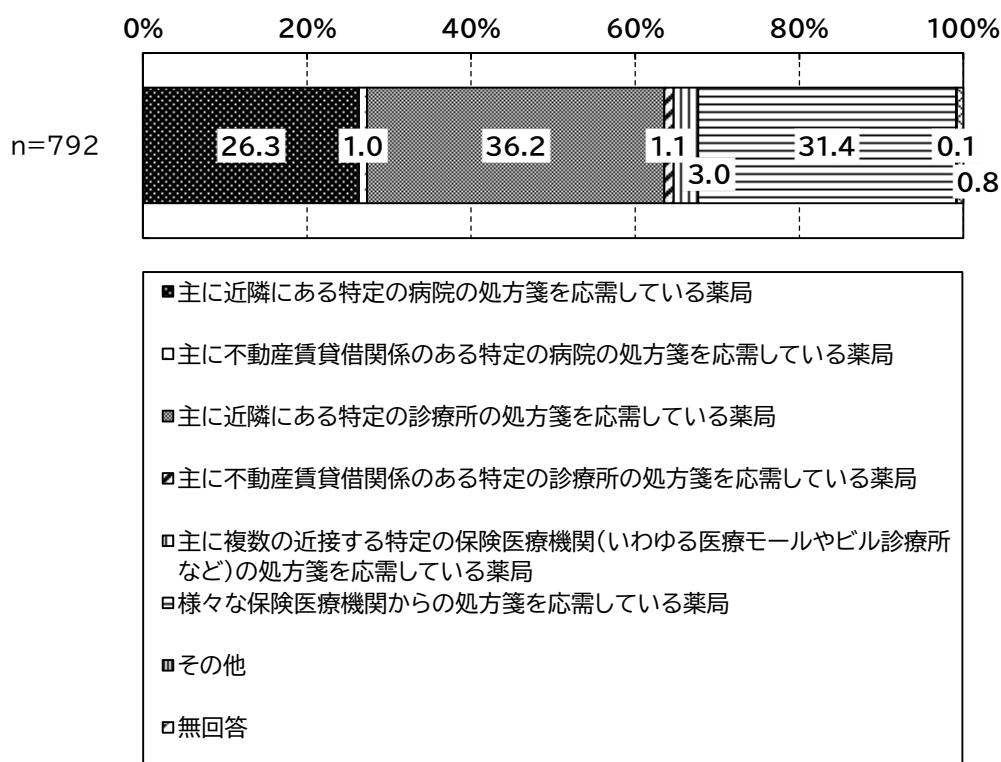 0% 20% 40% 60% 80% 100%
n=792 26.3 1.0 36.2 1.1 31.4 0.1
3.0 0.8
主に近隣にある特定の病院の処方箋を応需している薬局
主に不動産賃貸借関係のある特定の病院の処方箋を応需している薬局
主に近隣にある特定の診療所の処方箋を応需している薬局
主に不動産賃貸借関係のある特定の診療所の処方箋を応需している薬局
主に複数の近接する特定の保険医療機関(いわゆる医療モールやビル診療所
など)の処方箋を応需している薬局
様々な保険医療機関からの処方箋を応需している薬局
その他
無回答